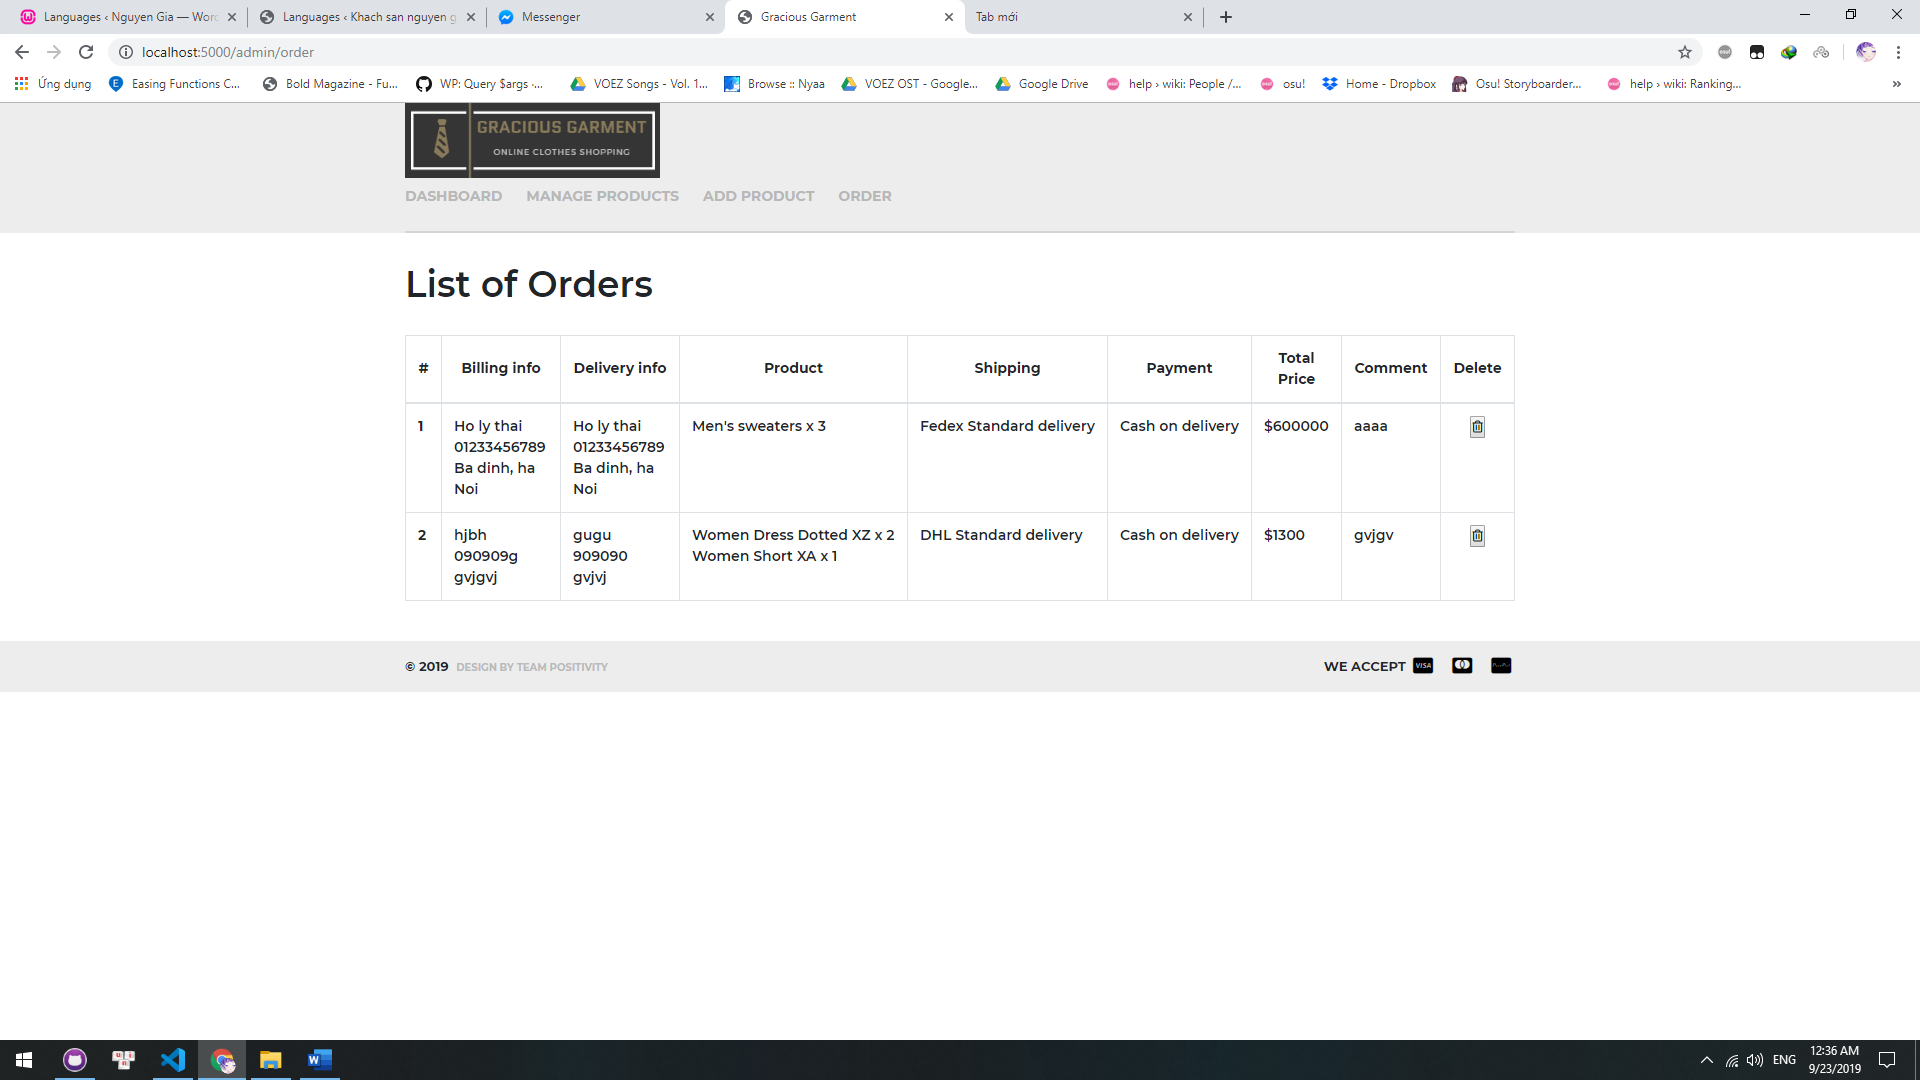 Languages ‹ Nguyen Gia — Word
Languages ‹ Khach san nguyen g
Messenger
Gracious Garment
Tab mới
localhost:5000/admin/order
Ứng dụng
Easing Functions C...
Bold Magazine - Fu...
WP: Query $args -...
VOEZ Songs - Vol. 1...
Browse :: Nyaa
VOEZ OST - Google...
Google Drive
help › wiki: People /...
osu!
Home - Dropbox
Osu! Storyboarder...
help › wiki: Ranking...
»
GRACIOUS GARMENT
ONLINE CLOTHES SHOPPING
DASHBOARD MANAGE PRODUCTS ADD PRODUCT ORDER
List of Orders
# Billing info Delivery info Product Shipping Payment Total Price Comment Delete
1
Ho ly thai
01233456789
Ba dinh, ha
Noi
Ho ly thai
01233456789
Ba dinh, ha
Noi
Men's sweaters x 3
Fedex Standard delivery
Cash on delivery
$600000
aaaa
2
hjbh
090909g
gvjgvj
gugu
909090
gvjvj
Women Dress Dotted XZ x 2
Women Short XA x 1
DHL Standard delivery
Cash on delivery
$1300
gvjgv
© 2019 DESIGN BY TEAM POSITIVITY
WE ACCEPT VISA
ENG
12:36 AM
9/23/2019